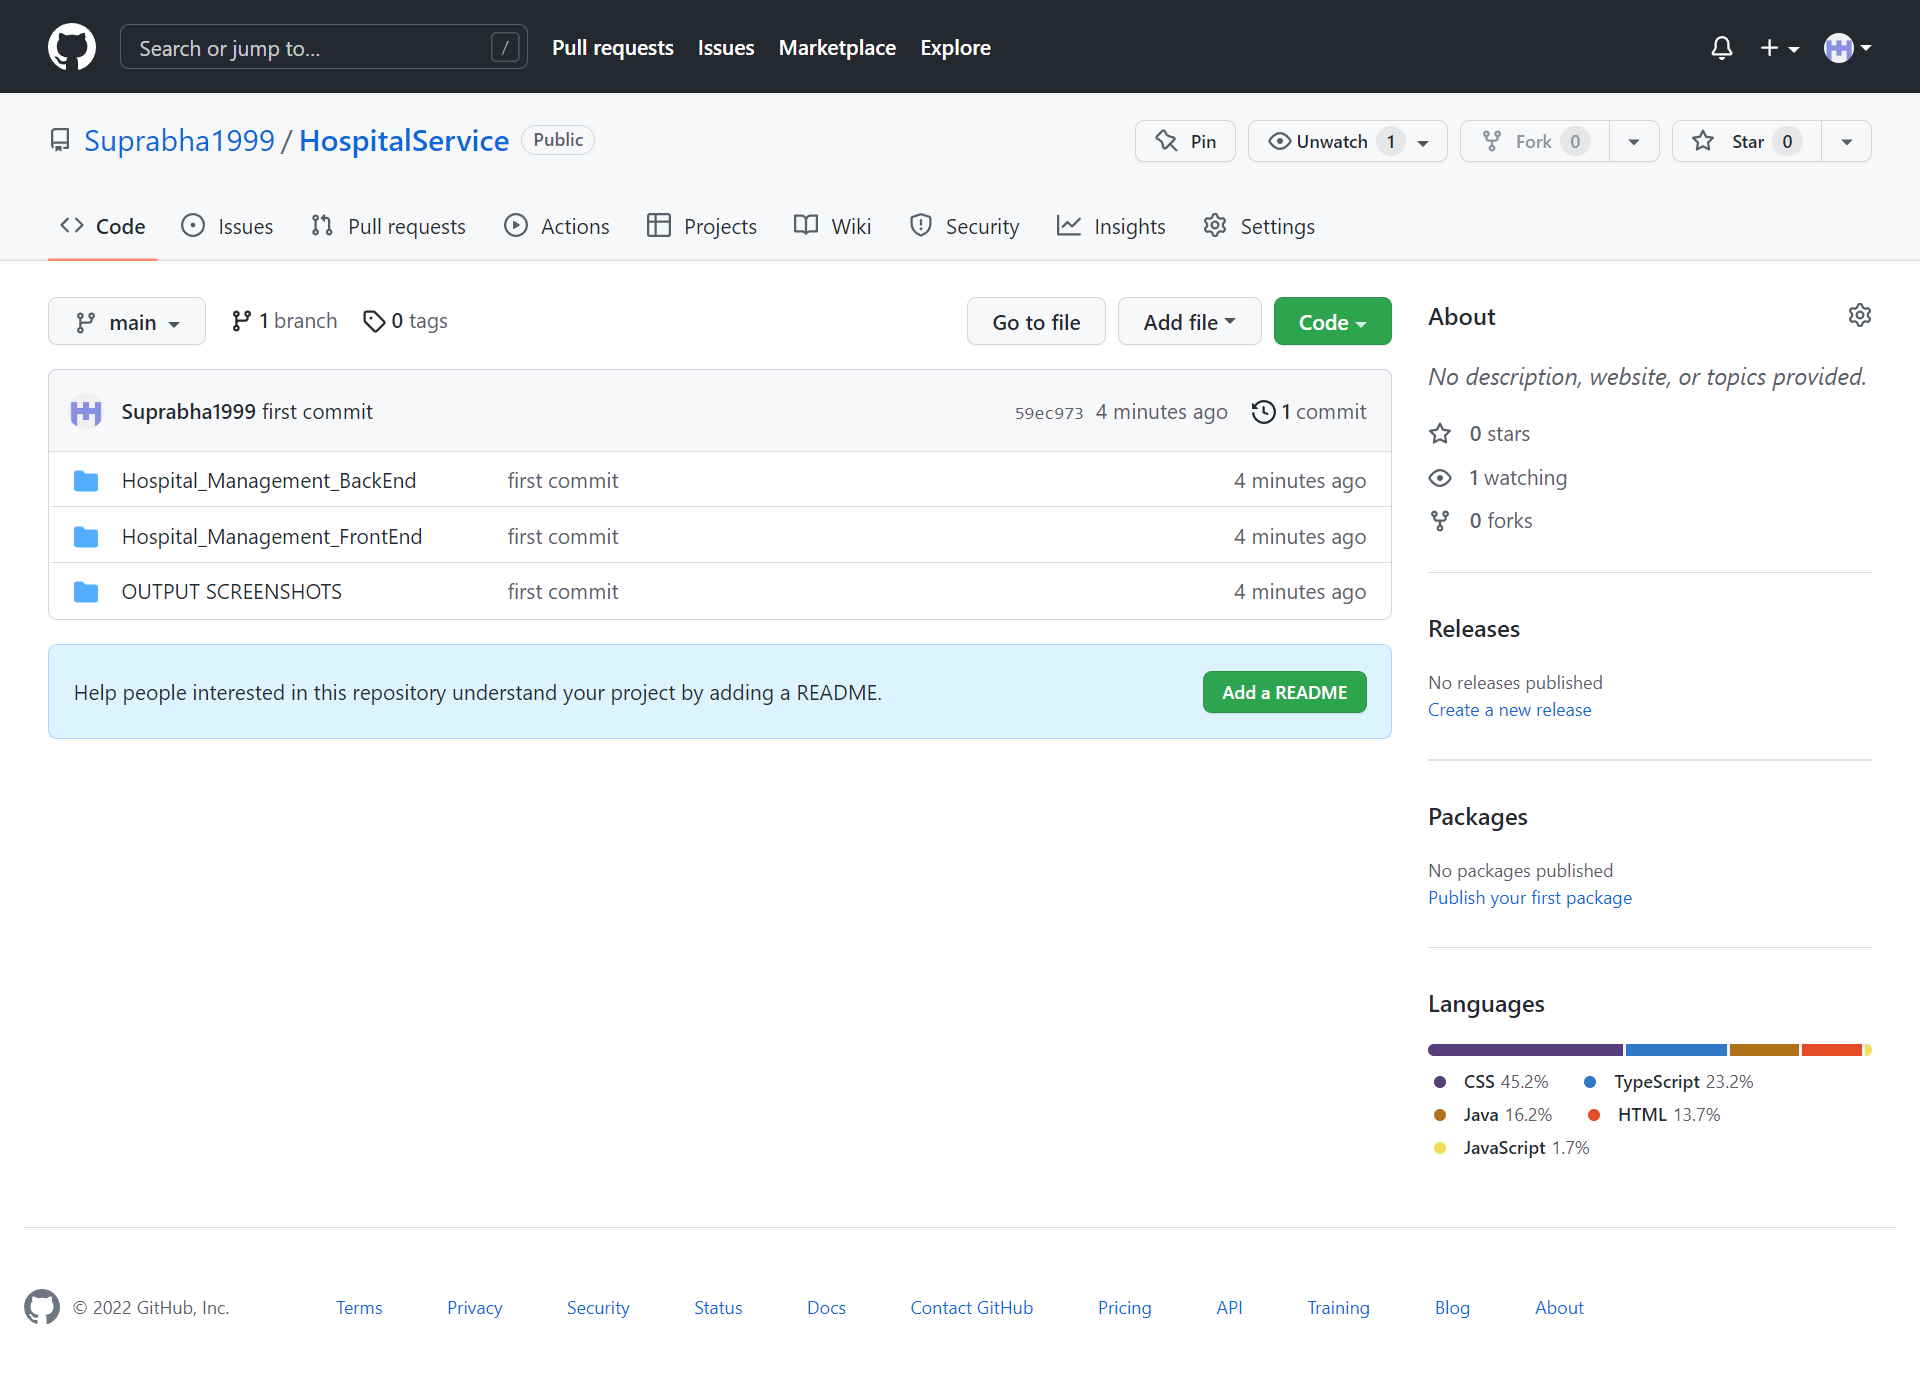 Search or jump to... / Pull requests Issues Marketplace Explore
Suprabha1999 / HospitalService Public Pin Unwatch 1 Fork 0 Star 0
Code Issues Pull requests Actions Projects Wiki Security Insights Settings
main 1 branch 0 tags Go to file Add file Code
Suprabha1999 first commit 59ec973 4 minutes ago 1 commit
Hospital_Management_BackEnd first commit 4 minutes ago
Hospital_Management_FrontEnd first commit 4 minutes ago
OUTPUT SCREENSHOTS first commit 4 minutes ago
Help people interested in this repository understand your project by adding a README. Add a README
About
No description, website, or topics provided.
0 stars
1 watching
0 forks
Releases
No releases published
Create a new release
Packages
No packages published
Publish your first package
Languages
CSS 45.2% TypeScript 23.2%
Java 16.2% HTML 13.7%
JavaScript 1.7%
© 2022 GitHub, Inc. Terms Privacy Security Status Docs Contact GitHub Pricing API Training Blog About